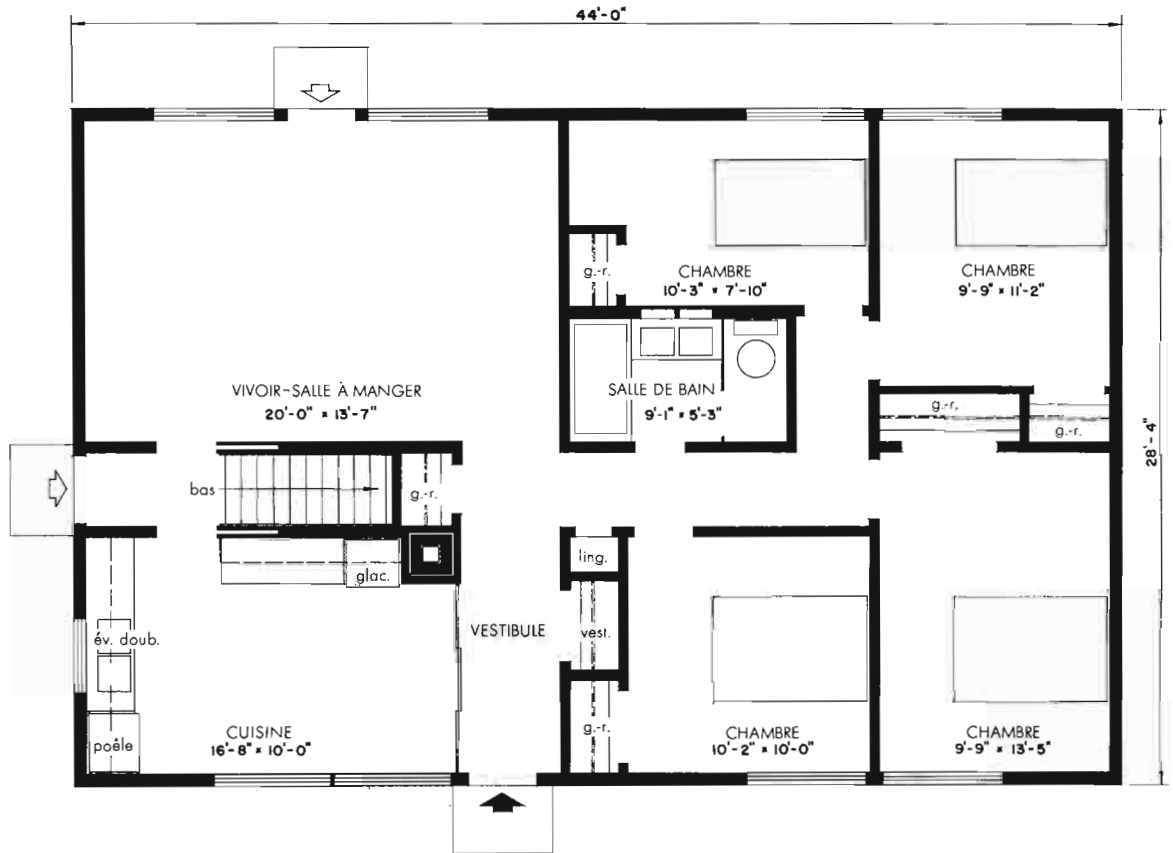 44'-0"
g.-r.
CHAMBRE
10'-3" × 7'-10"
CHAMBRE
9'-9" × 11'-2"
VIVOIR-SALLE À MANGER
20'-0" × 13'-7"
SALLE DE BAIN
9'-1" × 5'-3"
g.-r.
g.-r.
28'-4"
bas
g.-r.
glac.
ling.
év. doub.
VESTIBULE
vest.
poêle
CUISINE
16'-8" × 10'-0"
g.-r.
CHAMBRE
10'-2" × 10'-0"
CHAMBRE
9'-9" × 13'-5"